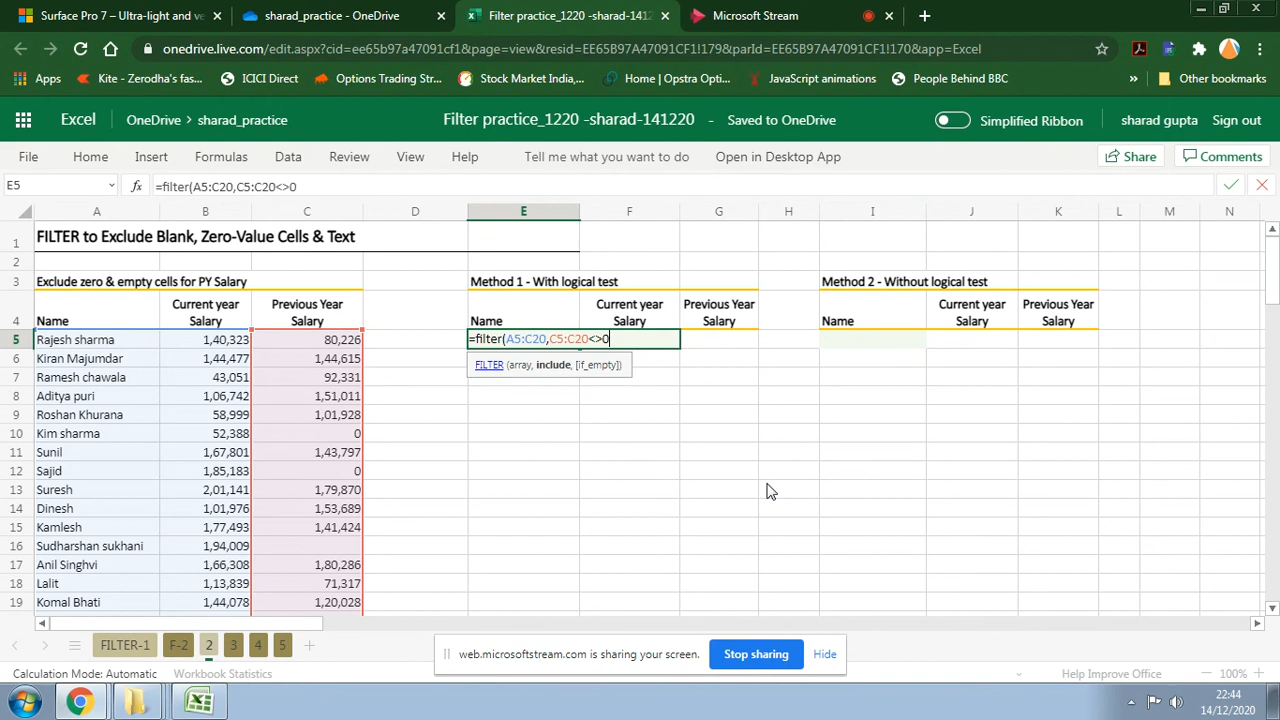 Surface Pro 7 – Ultra-light and ve
sharad_practice - OneDrive
Filter practice_1220 -sharad-1412
Microsoft Stream
onedrive.live.com/edit.aspx?cid=ee65b97a47091cf1&page=view&resid=EE65B97A47091CF1!179&parId=EE65B97A47091CF1!170&app=Excel
Apps
Kite - Zerodha's fas...
ICICI Direct
Options Trading Str...
Stock Market India,...
Home | Opstra Opti...
JavaScript animations
People Behind BBC
»
Other bookmarks
Excel
OneDrive › sharad_practice
Filter practice_1220 -sharad-141220 - Saved to OneDrive
Simplified Ribbon
sharad gupta
Sign out
File Home Insert Formulas Data Review View Help Tell me what you want to do Open in Desktop App
Share
Comments
E5
fx
=filter(A5:C20,C5:C20<>0
A B C D E F G H I J K L M N
1 FILTER to Exclude Blank, Zero-Value Cells & Text
2
3 Exclude zero & empty cells for PY Salary Method 1 - With logical test Method 2 - Without logical test
Current year Previous Year Current year Previous Year Current year Previous Year
4 Name Salary Salary Name Salary Salary Name Salary Salary
5 Rajesh sharma 1,40,323 80,226 =filter(A5:C20,C5:C20<>0
6 Kiran Majumdar 1,44,477 1,44,615
FILTER (array, include, [if_empty])
7 Ramesh chawala 43,051 92,331
8 Aditya puri 1,06,742 1,51,011
9 Roshan Khurana 58,999 1,01,928
10 Kim sharma 52,388 0
11 Sunil 1,67,801 1,43,797
12 Sajid 1,85,183 0
13 Suresh 2,01,141 1,79,870
14 Dinesh 1,01,976 1,53,689
15 Kamlesh 1,77,493 1,41,424
16 Sudharshan sukhani 1,94,009
17 Anil Singhvi 1,66,308 1,80,286
18 Lalit 1,13,839 71,317
19 Komal Bhati 1,44,078 1,20,028
FILTER-1 F-2 2 3 4 5
web.microsoftstream.com is sharing your screen.
Stop sharing
Hide
Calculation Mode: Automatic Workbook Statistics
Help Improve Office
100%
22:44
14/12/2020